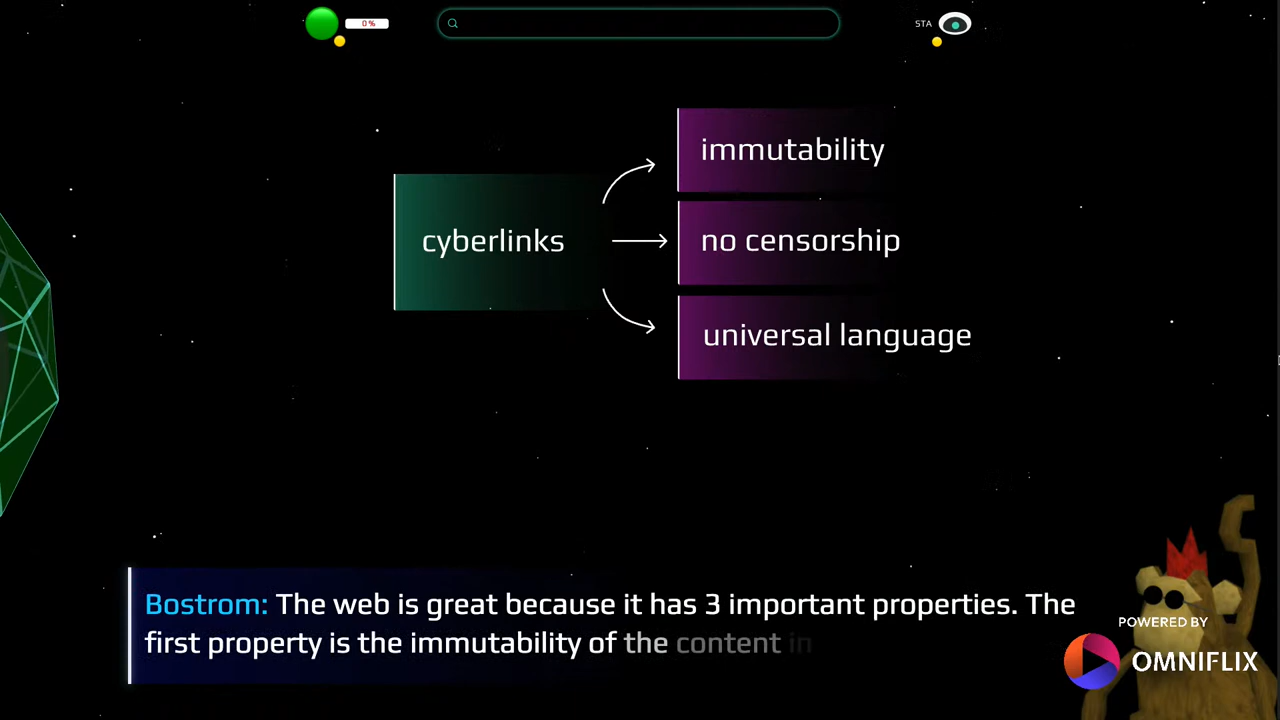 0 %
STA
immutability
cyberlinks
no censorship
universal language
Bostrom: The web is great because it has 3 important properties. The
first property is the immutability of the content in
POWERED BY
OMNIFLIX